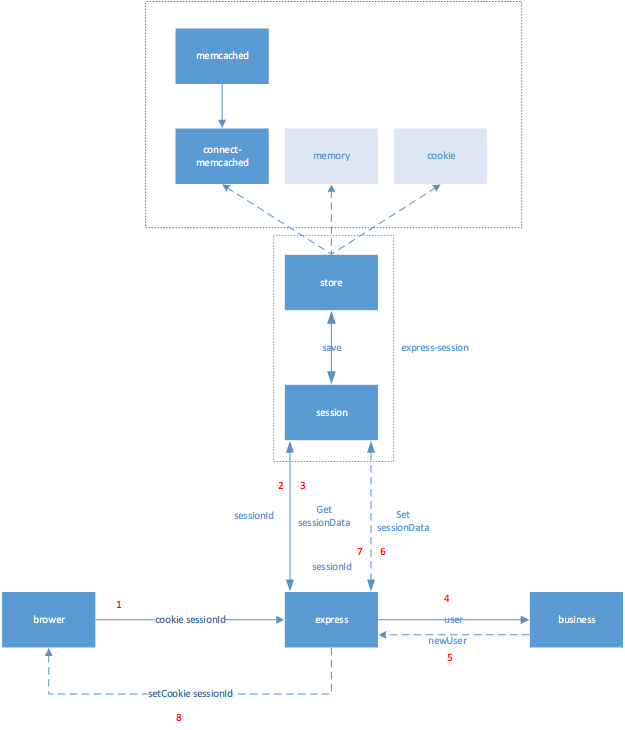 memcached
connect-
memcached
memory
cookie
store
save
express-session
session
2
3
sessionId
Get
sessionData
Set
sessionData
7
6
sessionId
1
4
brower
cookie sessionId
express
user
business
newUser
5
setCookie sessionId
8